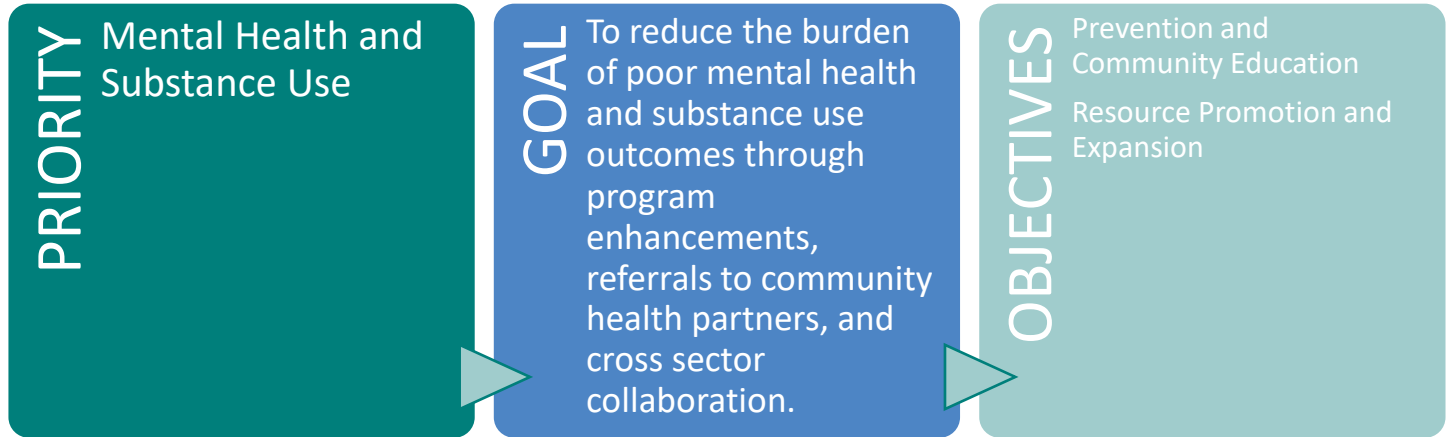 PRIORITY
Mental Health and
Substance Use
GOAL
To reduce the burden
of poor mental health
and substance use
outcomes through
program
enhancements,
referrals to community
health partners, and
cross sector
collaboration.
OBJECTIVES
Prevention and
Community Education
Resource Promotion and
Expansion